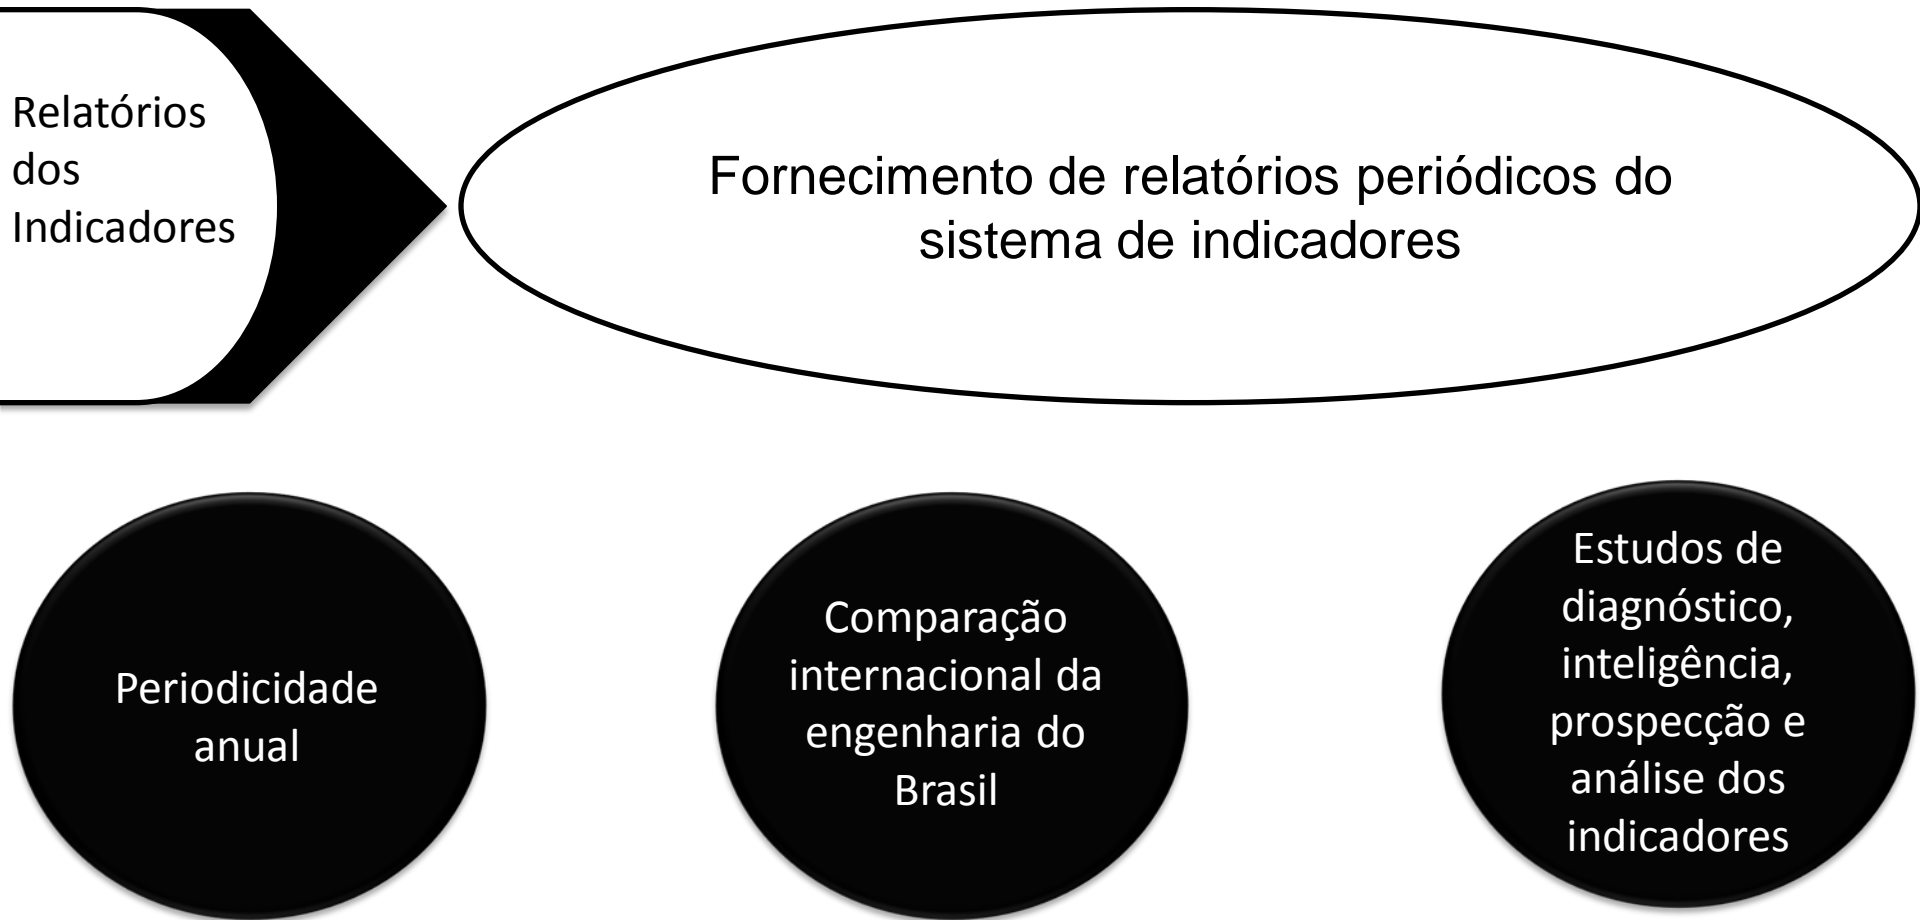 Relatórios
dos
Indicadores
Fornecimento de relatórios periódicos do
sistema de indicadores
Periodicidade
anual
Comparação
internacional da
engenharia do
Brasil
Estudos de
diagnóstico,
inteligência,
prospecção e
análise dos
indicadores